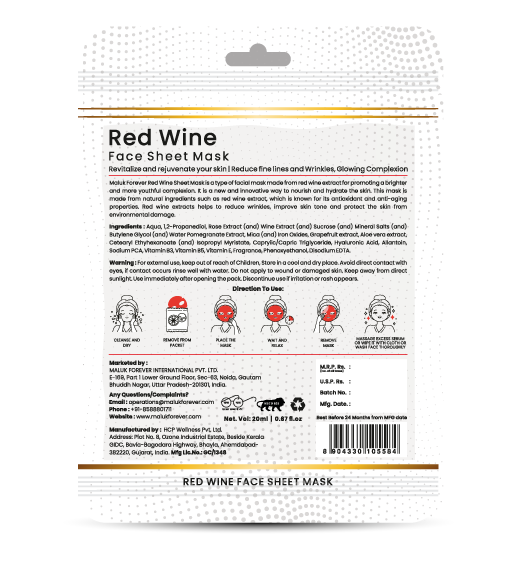 Red Wine
Face Sheet Mask
Revitalize and rejuvenate your skin | Reduce fine lines and Wrinkles, Glowing Complexion
Maluk Forever Red Wine Sheet Mask is a type of facial mask made from red wine extract for promoting a brighter
and more youthful complexion. It is a new and innovative way to nourish and hydrate the skin. This mask is
made from natural ingredients such as red wine extract, which is known for its antioxidant and anti-aging
properties. Red wine extracts helps to reduce wrinkles, improve skin tone and protect the skin from
environmental damage.
Ingredients : Aqua, 1,2-Propanediol, Rose Extract (and) Wine Extract (and) Sucrose (and) Mineral Salts (and)
Butylene Glycol (and) Water Pomegranate Extract, Mica (and) Iron Oxides, Grapefruit extract, Aloe vera extract,
Cetearyl Ethylhexanoate (and) Isopropyl Myristate, Caprylic/Capric Triglyceride, Hyaluronic Acid, Allantoin,
Sodium PCA, Vitamin B3, Vitamin B5, Vitamin E, Fragrance, Phenoxyethanol, Disodium EDTA.
Warning : For external use, keep out of reach of Children, Store in a cool and dry place. Avoid direct contact with
eyes, if contact occurs rinse well with water. Do not apply to wound or damaged skin. Keep away from direct
sunlight. Use immediately after opening the pack. Discontinue use if irritation or rash appears.
Direction To Use:
CLEANSE AND
DRY
REMOVE FROM
PACKET
PLACE THE
MASK
WAIT AND
RELAX
REMOVE
MASK
MASSAGE EXCESS SERUM
OR WIPE IT WITH CLOTH OR
WASH FACE THOROUGHLY
Marketed by :
MALUK FOREVER INTERNATIONAL PVT. LTD.
E-169, Part 1 Lower Ground Floor, Sec-63, Noida, Gautam
Bhuddh Nagar, Uttar Pradesh-201301, India.
Any Questions/Complaints?
Email : operations@malukforever.com
Phone : +91-8588801711
Website : www.malukforever.com
Net. Vol: 20ml | 0.67 fl.oz
Manufactured by : HCP Wellness Pvt. Ltd.
Address: Plot No. 8, Ozone Industrial Estate, Beside Kerala
GIDC, Bavla-Bagodara Highway, Bhayla, Ahemdabad-
382220, Gujarat, India. Mfg Lic.No.: GC/1348
M.R.P. Rs. :
U.S.P. Rs. :
Batch No. :
Mfg. Date. :
Best Before 24 Months from MFG date
8 904330 105584
RED WINE FACE SHEET MASK